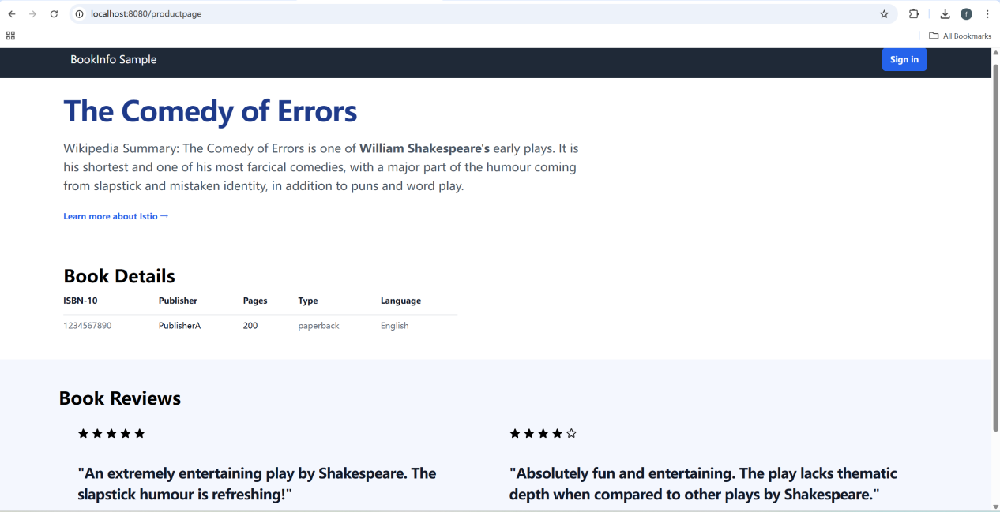 localhost:8080/productpage
f
All Bookmarks
BookInfo Sample
Sign in
The Comedy of Errors
Wikipedia Summary: The Comedy of Errors is one of William Shakespeare's early plays. It is
his shortest and one of his most farcical comedies, with a major part of the humour coming
from slapstick and mistaken identity, in addition to puns and word play.
Learn more about Istio →
Book Details
ISBN-10 Publisher Pages Type Language
1234567890 PublisherA 200 paperback English
Book Reviews
"An extremely entertaining play by Shakespeare. The
slapstick humour is refreshing!"
"Absolutely fun and entertaining. The play lacks thematic
depth when compared to other plays by Shakespeare."